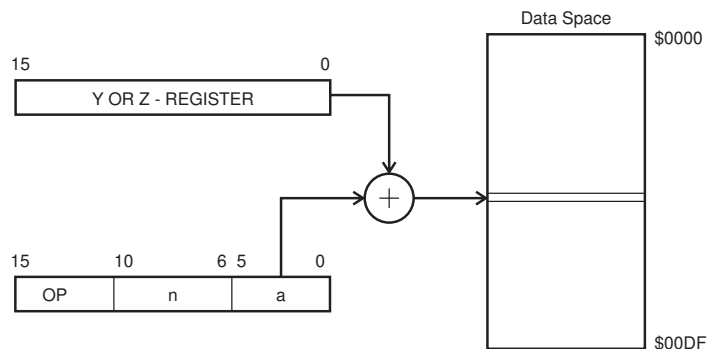 Data Space
$0000
15 0
Y OR Z - REGISTER
+
15 10 6 5 0
OP n a
$00DF